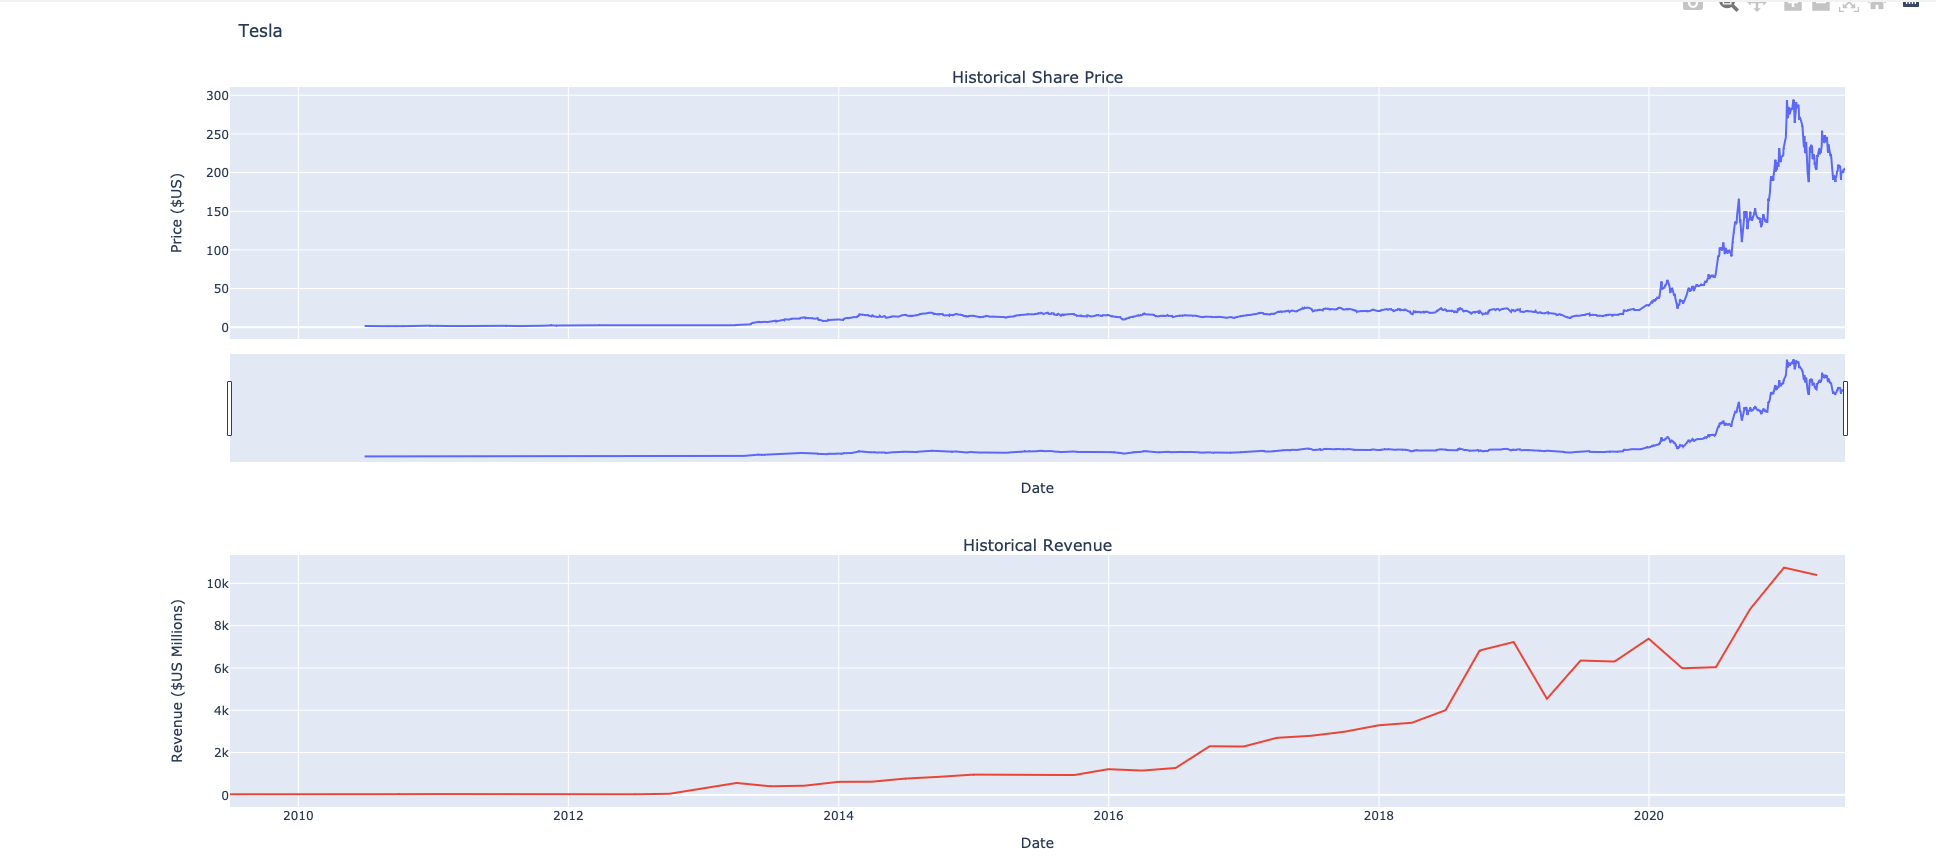 Tesla
Historical Share Price
300
250
200
150
100
50
0
Price ($US)
Date
Historical Revenue
10k
8k
6k
4k
2k
0
Revenue ($US Millions)
2010 2012 2014 2016 2018 2020
Date